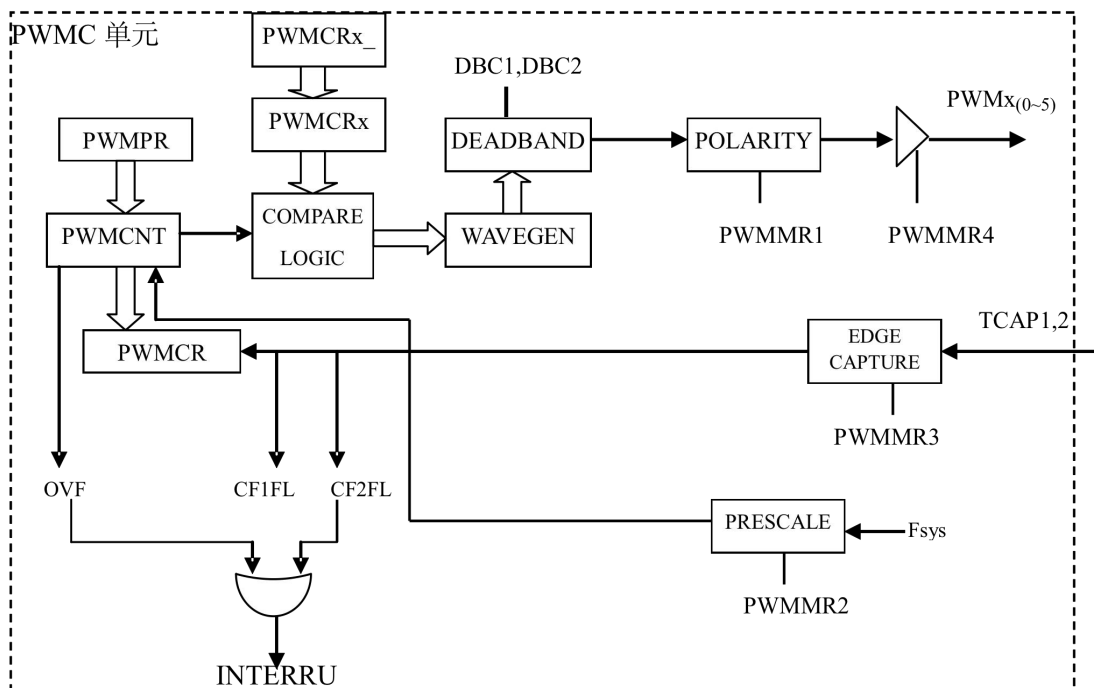 PWMC 单元
PWMCRx_
DBC1,DBC2
PWMx(0~5)
PWMCRx
PWMPR
DEADBAND
POLARITY
COMPARE
LOGIC
PWMCNT
WAVEGEN
PWMMR1
PWMMR4
TCAP1,2
PWMCR
EDGE
CAPTURE
PWMMR3
OVF
CF1FL
CF2FL
PRESCALE
Fsys
PWMMR2
INTERRU